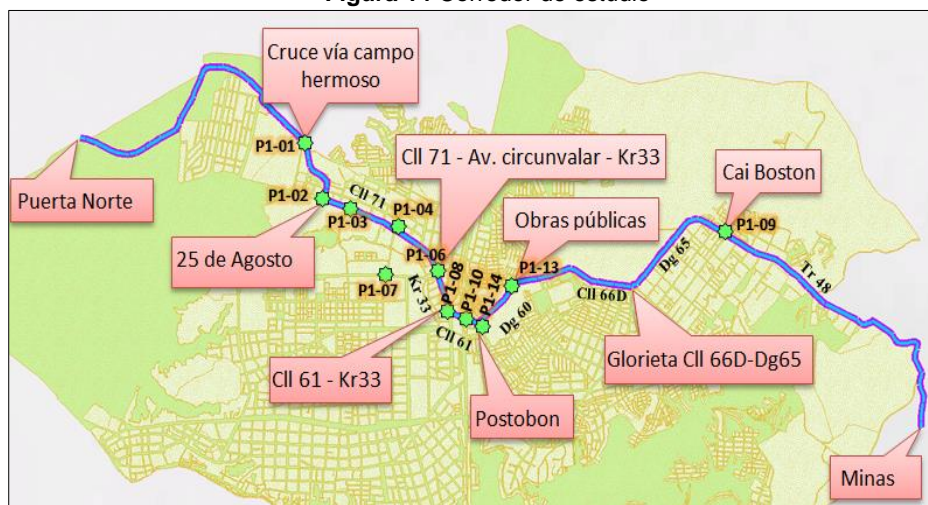 Figura 14 Corredor de estudio
Cruce vía campo
hermoso
P1-01
Cll 71 - Av. circunvalar - Kr33
Puerta Norte
P1-02
Cll 71
P1-03
P1-04
Cai Boston
P1-09
25 de Agosto
Obras públicas
P1-06
P1-07
Kr 33
P1-08
P1-10
P1-14
P1-13
Cll 61
Dg 60
Cll 66D
Dg 65
Tr 48
Cll 61 - Kr33
Glorieta Cll 66D-Dg65
Postobon
Minas